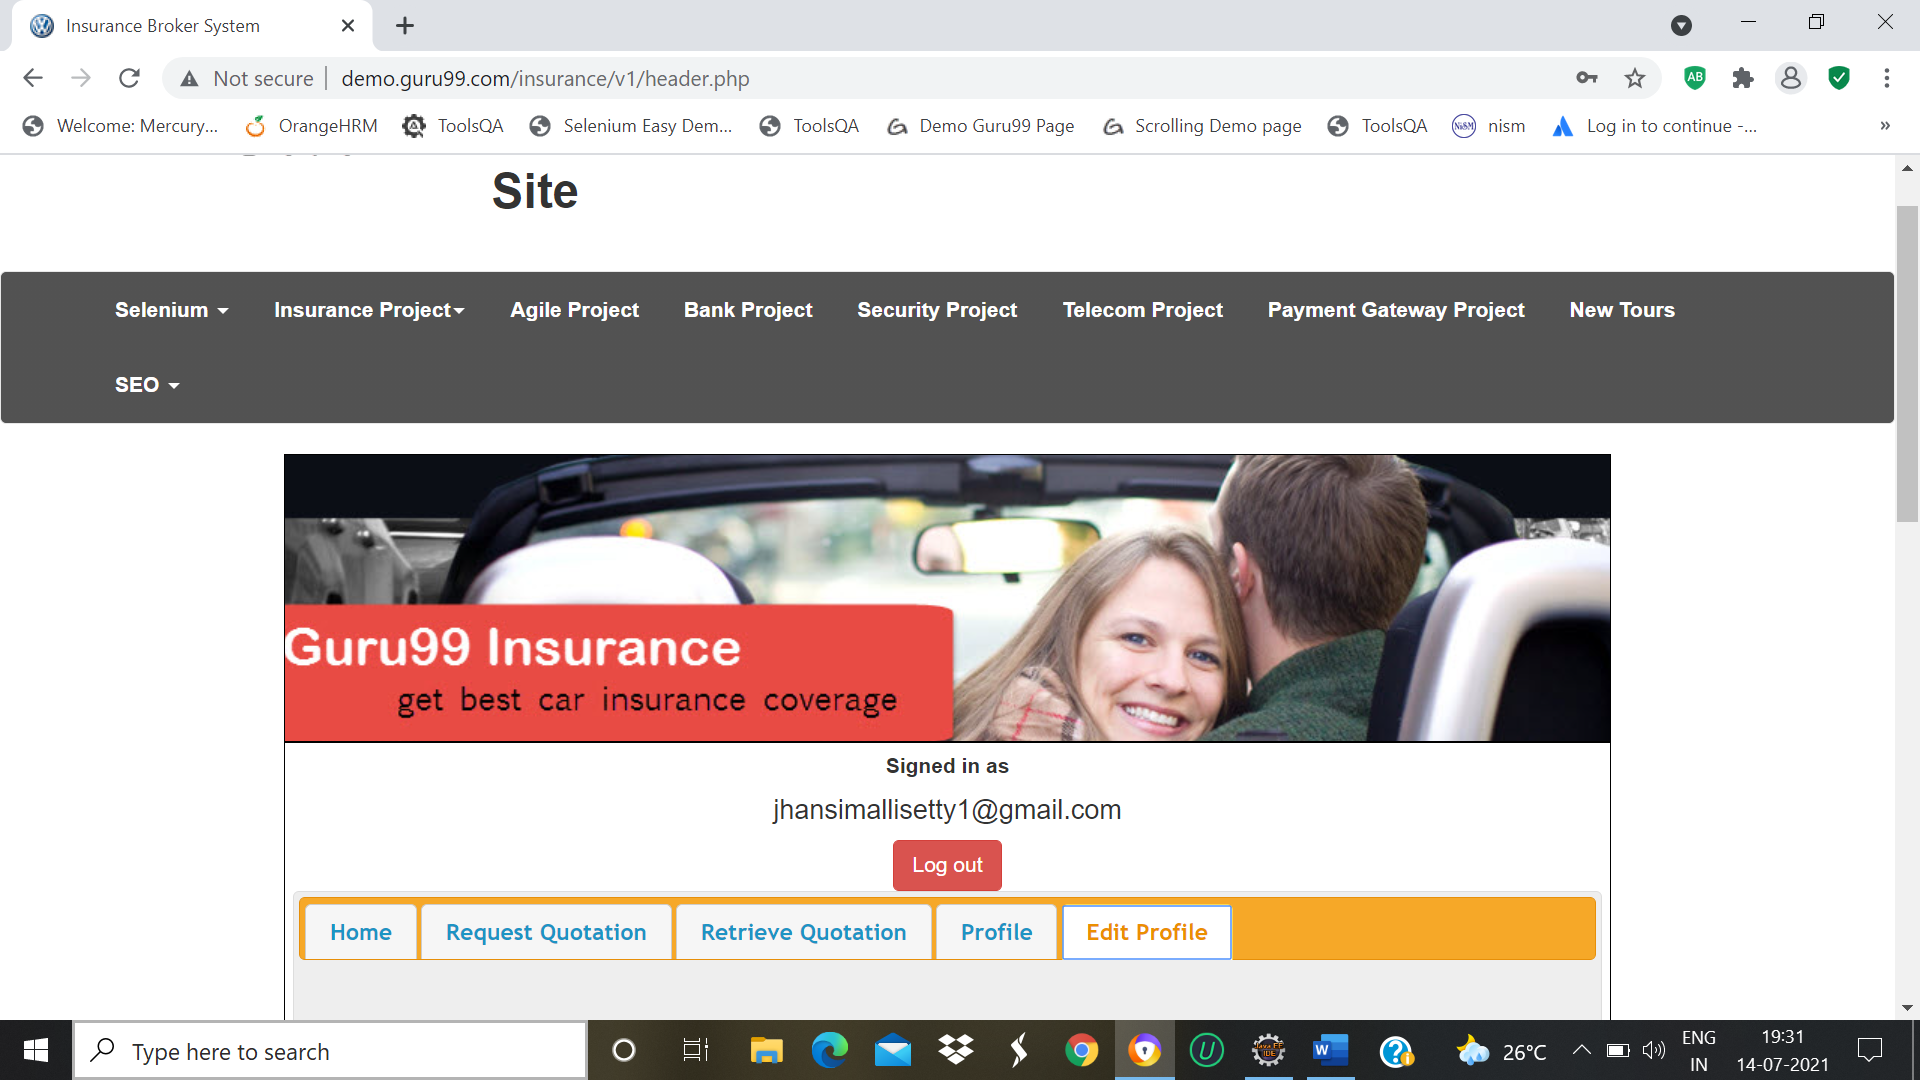 Insurance Broker System
Not secure demo.guru99.com/insurance/v1/header.php
AB
Welcome: Mercury... OrangeHRM ToolsQA Selenium Easy Dem... ToolsQA Demo Guru99 Page Scrolling Demo page ToolsQA NiSM nism Log in to continue -... »
Site
Selenium Insurance Project Agile Project Bank Project Security Project Telecom Project Payment Gateway Project New Tours
SEO
Guru99 Insurance
get best car insurance coverage
Signed in as
jhansimallisetty1@gmail.com
Log out
Home Request Quotation Retrieve Quotation Profile Edit Profile
Type here to search
26°C
ENG
IN
19:31
14-07-2021